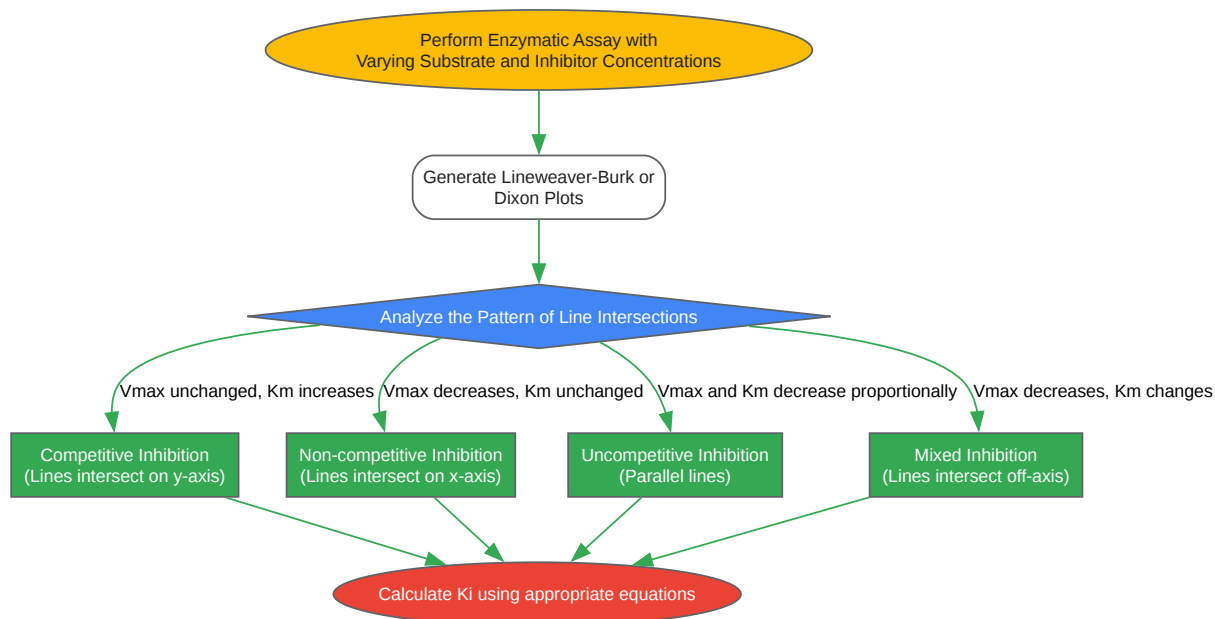 Perform Enzymatic Assay with
Varying Substrate and Inhibitor Concentrations
Generate Lineweaver-Burk or
Dixon Plots
Analyze the Pattern of Line Intersections
Vmax unchanged, Km increases
Vmax decreases, Km unchanged
Vmax and Km decrease proportionally
Vmax decreases, Km changes
Competitive Inhibition
(Lines intersect on y-axis)
Non-competitive Inhibition
(Lines intersect on x-axis)
Uncompetitive Inhibition
(Parallel lines)
Mixed Inhibition
(Lines intersect off-axis)
Calculate Ki using appropriate equations